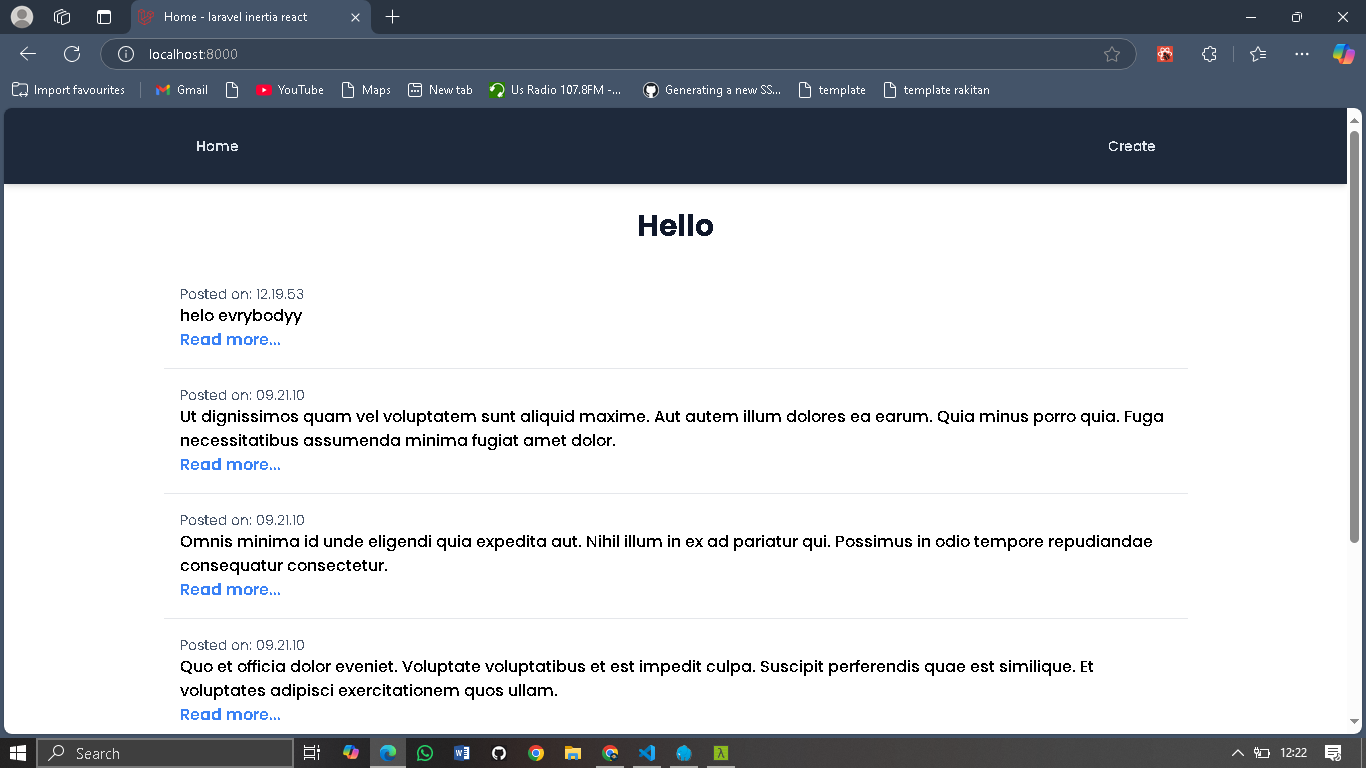 Home - laravel inertia react
localhost:8000
Import favourites
Gmail
YouTube
Maps
New tab
Us Radio 107.8FM -...
Generating a new SS...
template
template rakitan
Home
Create
Hello
Posted on: 12.19.53
helo evrybodyy
Read more...
Posted on: 09.21.10
Ut dignissimos quam vel voluptatem sunt aliquid maxime. Aut autem illum dolores ea earum. Quia minus porro quia. Fuga
necessitatibus assumenda minima fugiat amet dolor.
Read more...
Posted on: 09.21.10
Omnis minima id unde eligendi quia expedita aut. Nihil illum in ex ad pariatur qui. Possimus in odio tempore repudiandae
consequatur consectetur.
Read more...
Posted on: 09.21.10
Quo et officia dolor eveniet. Voluptate voluptatibus et est impedit culpa. Suscipit perferendis quae est similique. Et
voluptates adipisci exercitationem quos ullam.
Read more...
Search
12:22